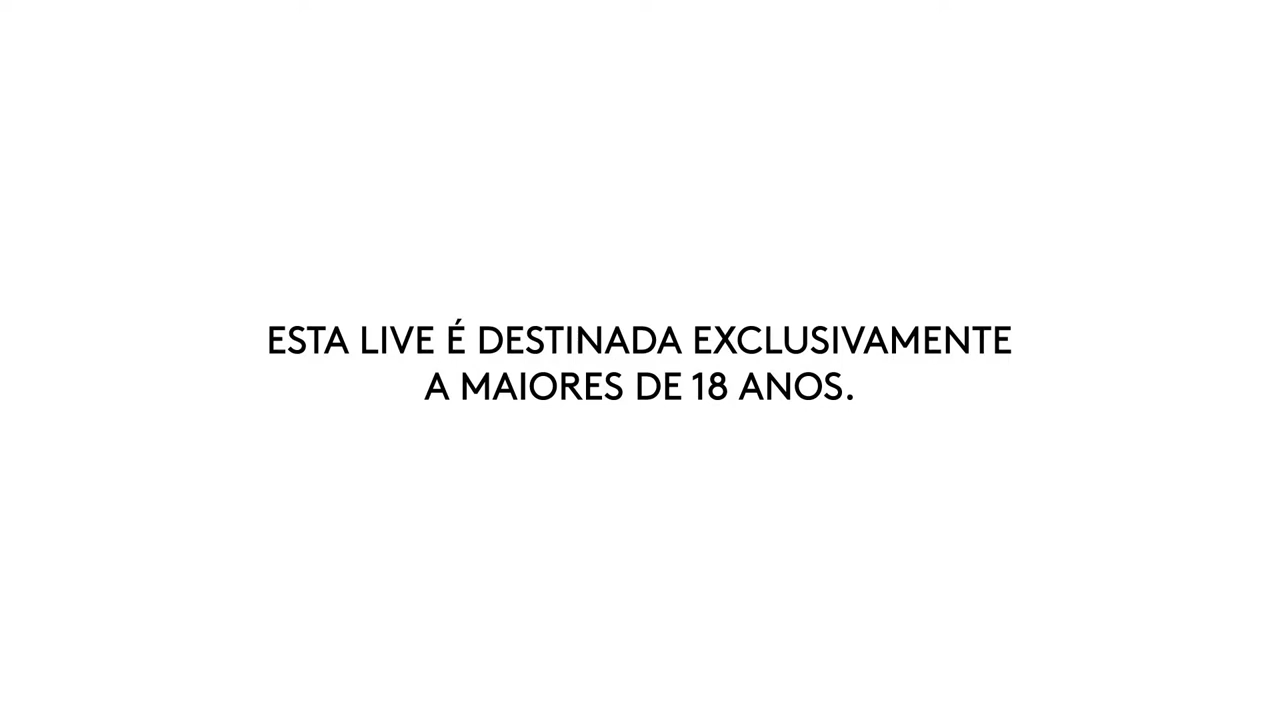 ESTA LIVE É DESTINADA EXCLUSIVAMENTE
A MAIORES DE 18 ANOS.